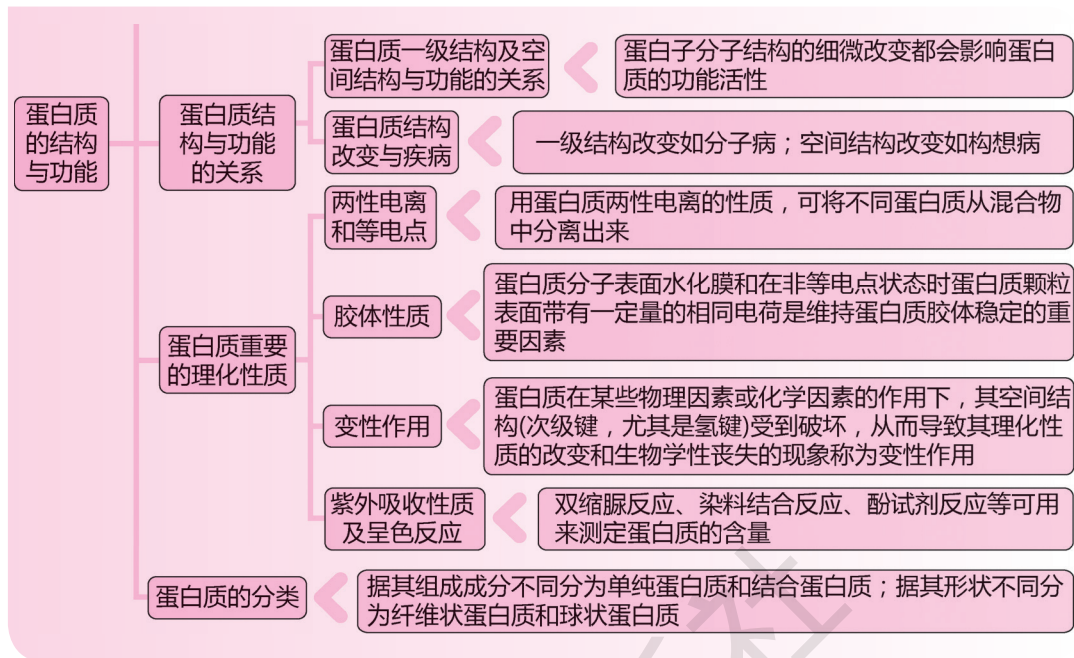 蛋白质
的结构
与功能
蛋白质结
构与功能
的关系
蛋白质一级结构及空
间结构与功能的关系
蛋白子分子结构的细微改变都会影响蛋白
质的功能活性
蛋白质结构
改变与疾病
一级结构改变如分子病；空间结构改变如构想病
蛋白质重要
的理化性质
两性电离
和等电点
用蛋白质两性电离的性质，可将不同蛋白质从混合物
中分离出来
胶体性质
蛋白质分子表面水化膜和在非等电点状态时蛋白质颗粒
表面带有一定量的相同电荷是维持蛋白质胶体稳定的重
要因素
变性作用
蛋白质在某些物理因素或化学因素的作用下，其空间结
构(次级键，尤其是氢键)受到破坏，从而导致其理化性
质的改变和生物学性丧失的现象称为变性作用
紫外吸收性质
及呈色反应
双缩脲反应、染料结合反应、酚试剂反应等可用
来测定蛋白质的含量
蛋白质的分类
据其组成成分不同分为单纯蛋白质和结合蛋白质；据其形状不同分
为纤维状蛋白质和球状蛋白质
社